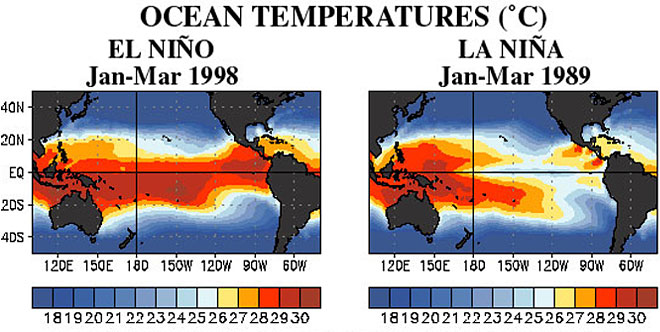 OCEAN TEMPERATURES (˚C)
EL NIÑO
Jan-Mar 1998
LA NIÑA
Jan-Mar 1989
40N
20N
EQ
20S
40S
120E 150E 180 150W 120W 90W 60W
120E 150E 180 150W 120W 90W 60W
18 19 20 21 22 23 24 25 26 27 28 29 30
18 19 20 21 22 23 24 25 26 27 28 29 30